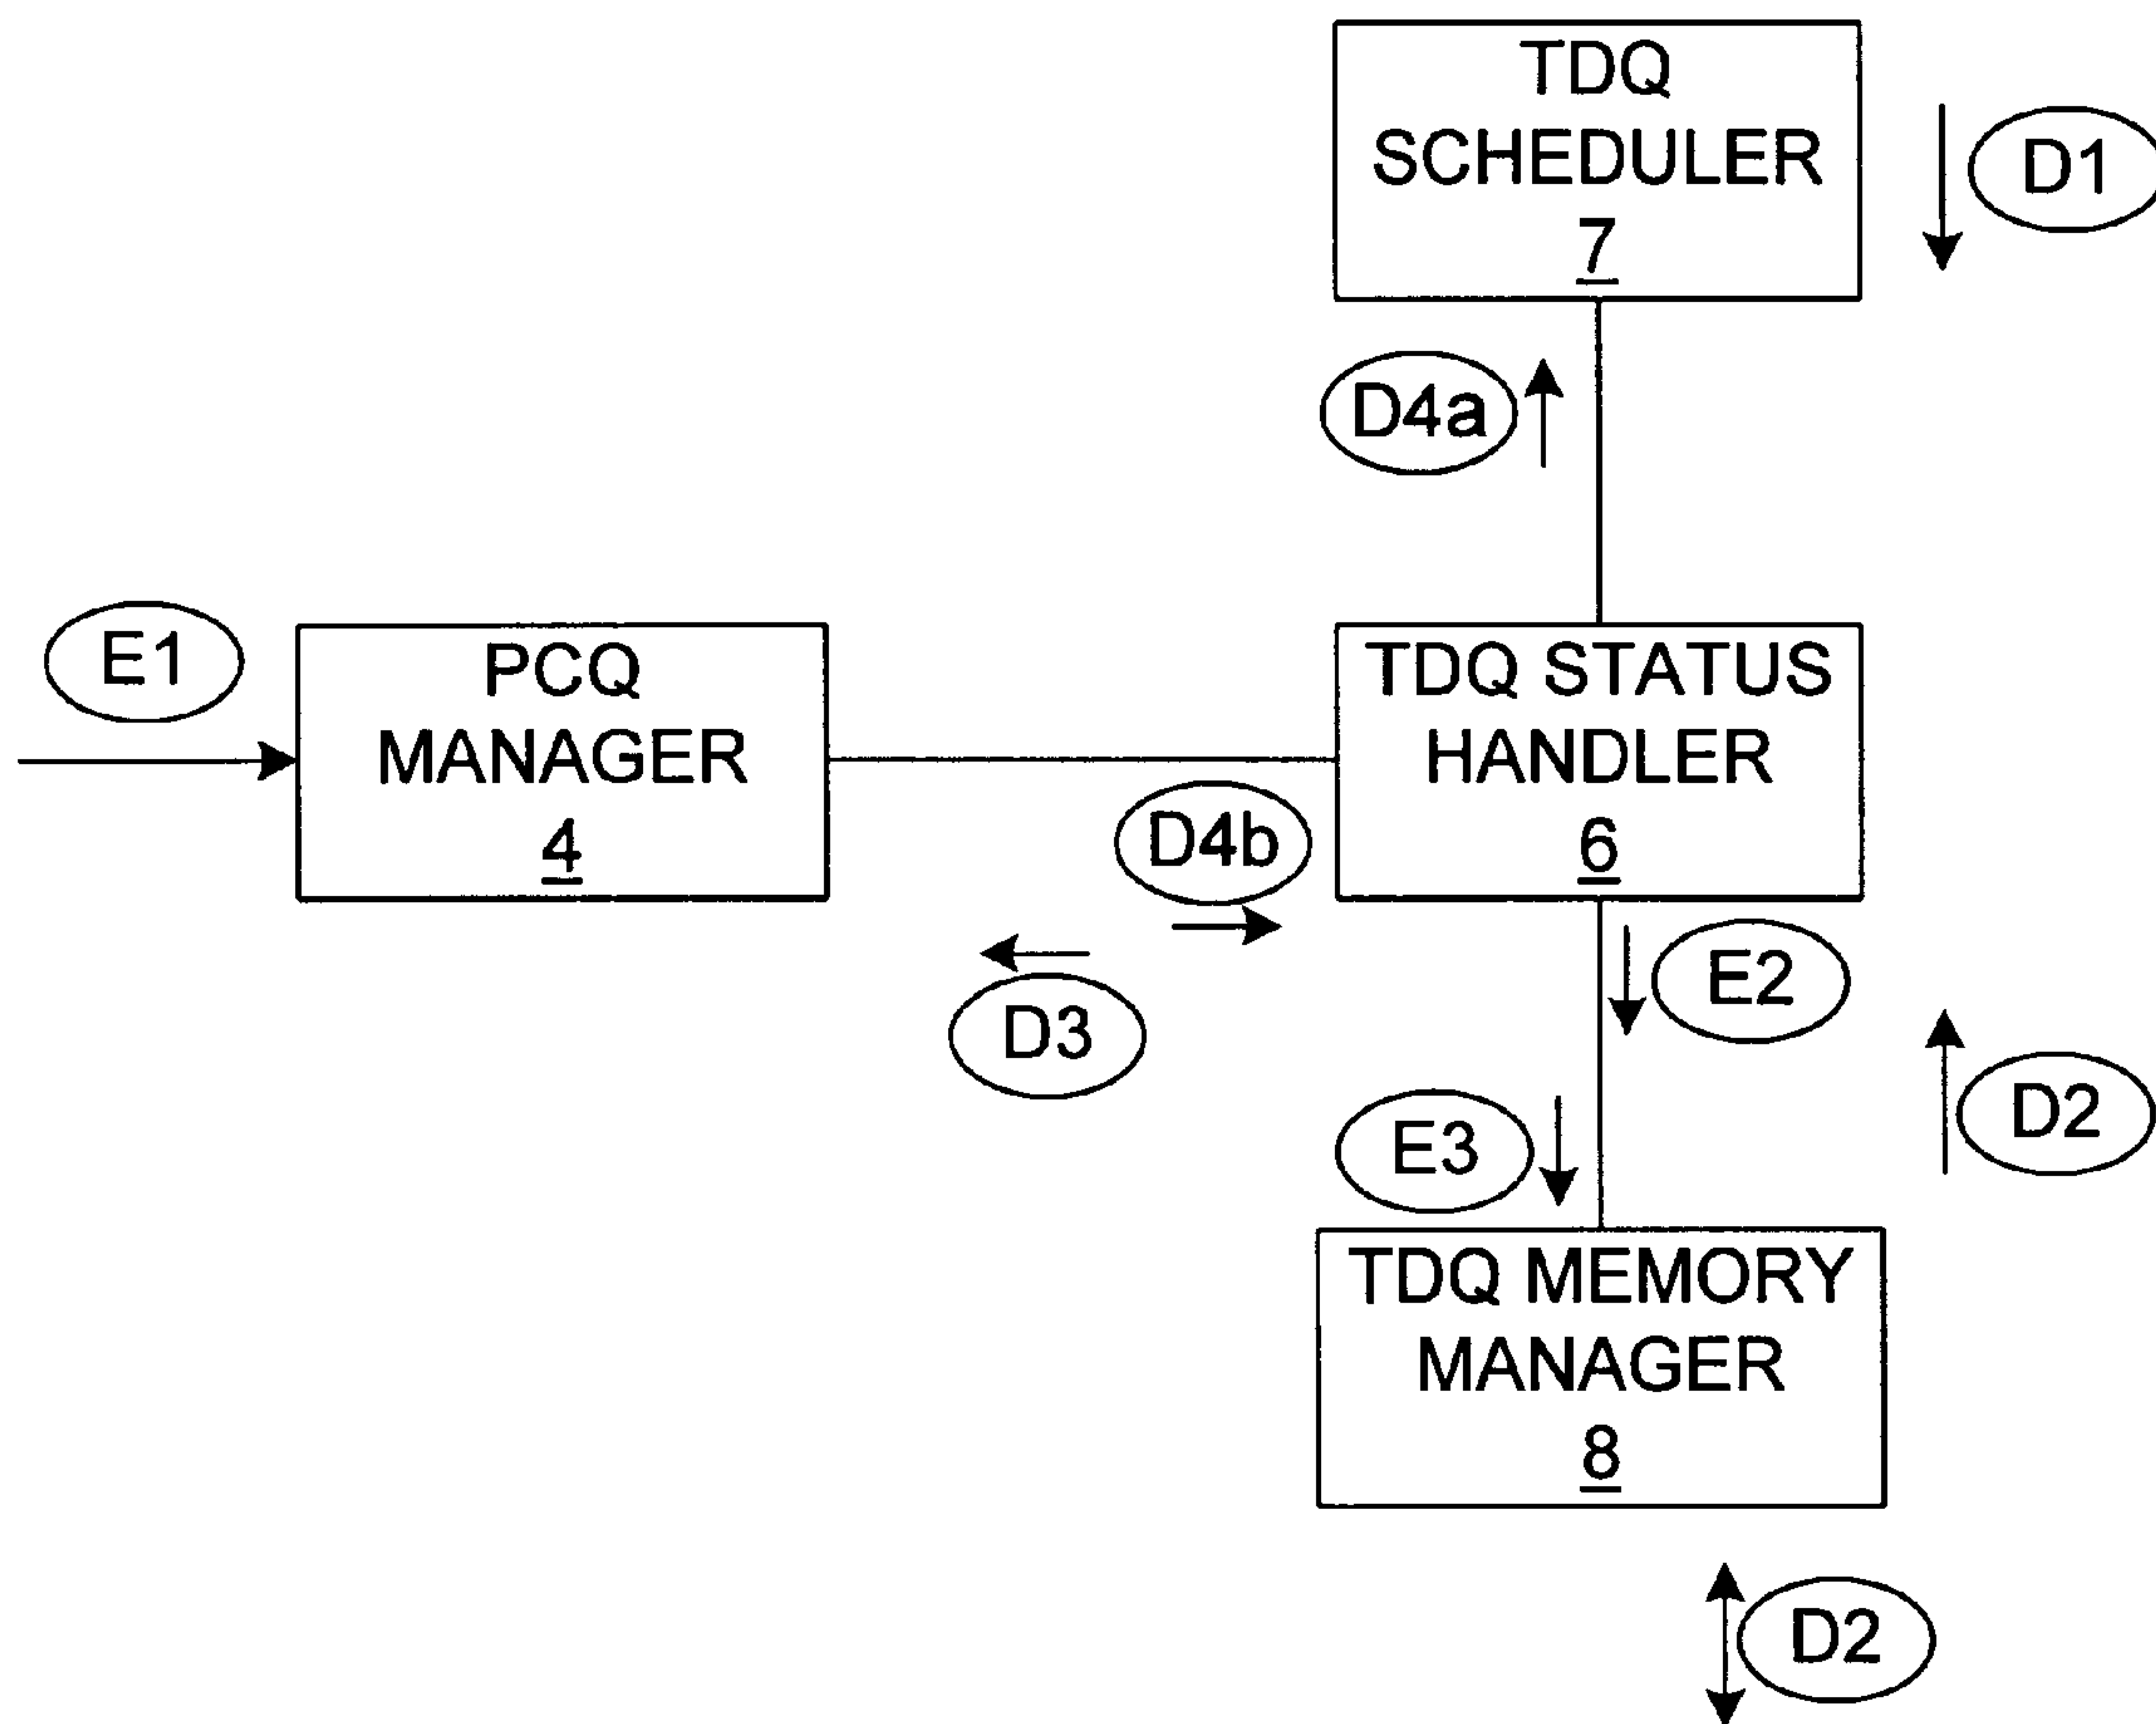 TDQ
SCHEDULER
7
D1
D4a
E1
PCQ
MANAGER
4
TDQ STATUS
HANDLER
6
D4b
D3
E2
D2
E3
TDQ MEMORY
MANAGER
8
D2